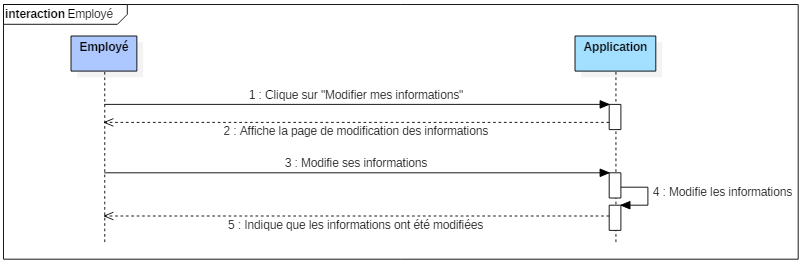 interaction Employé
Employé
Application
1 : Clique sur "Modifier mes informations"
2 : Affiche la page de modification des informations
3 : Modifie ses informations
4 : Modifie les informations
5 : Indique que les informations ont été modifiées